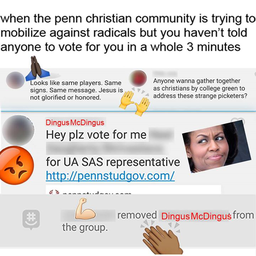 when the penn christian community is trying to
mobilize against radicals but you haven't told
anyone to vote for you in a whole 3 minutes
Looks like same players. Same
signs. Same message. Jesus is
not glorified or honored.
Anyone wanna gather together
as christians by college green to
address these strange picketers?
DingusMcDingus
Hey plz vote for me
for UA SAS representative
http://pennstudgov.com/
pennstudgov.com
removed DingusMcDingus from
the group.